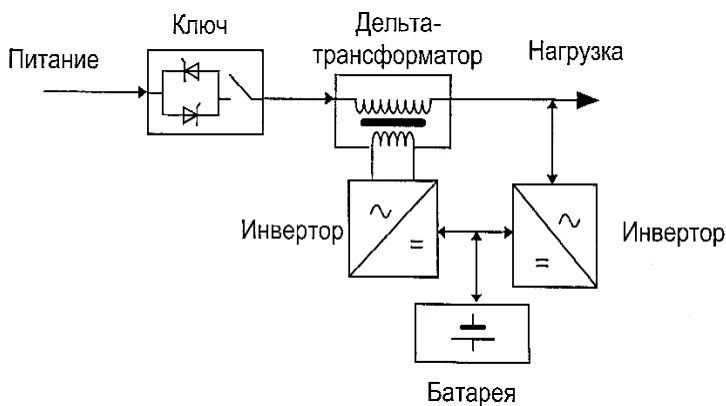 Ключ
Дельта-
трансформатор
Питание
Нагрузка
Инвертор
Инвертор
Батарея